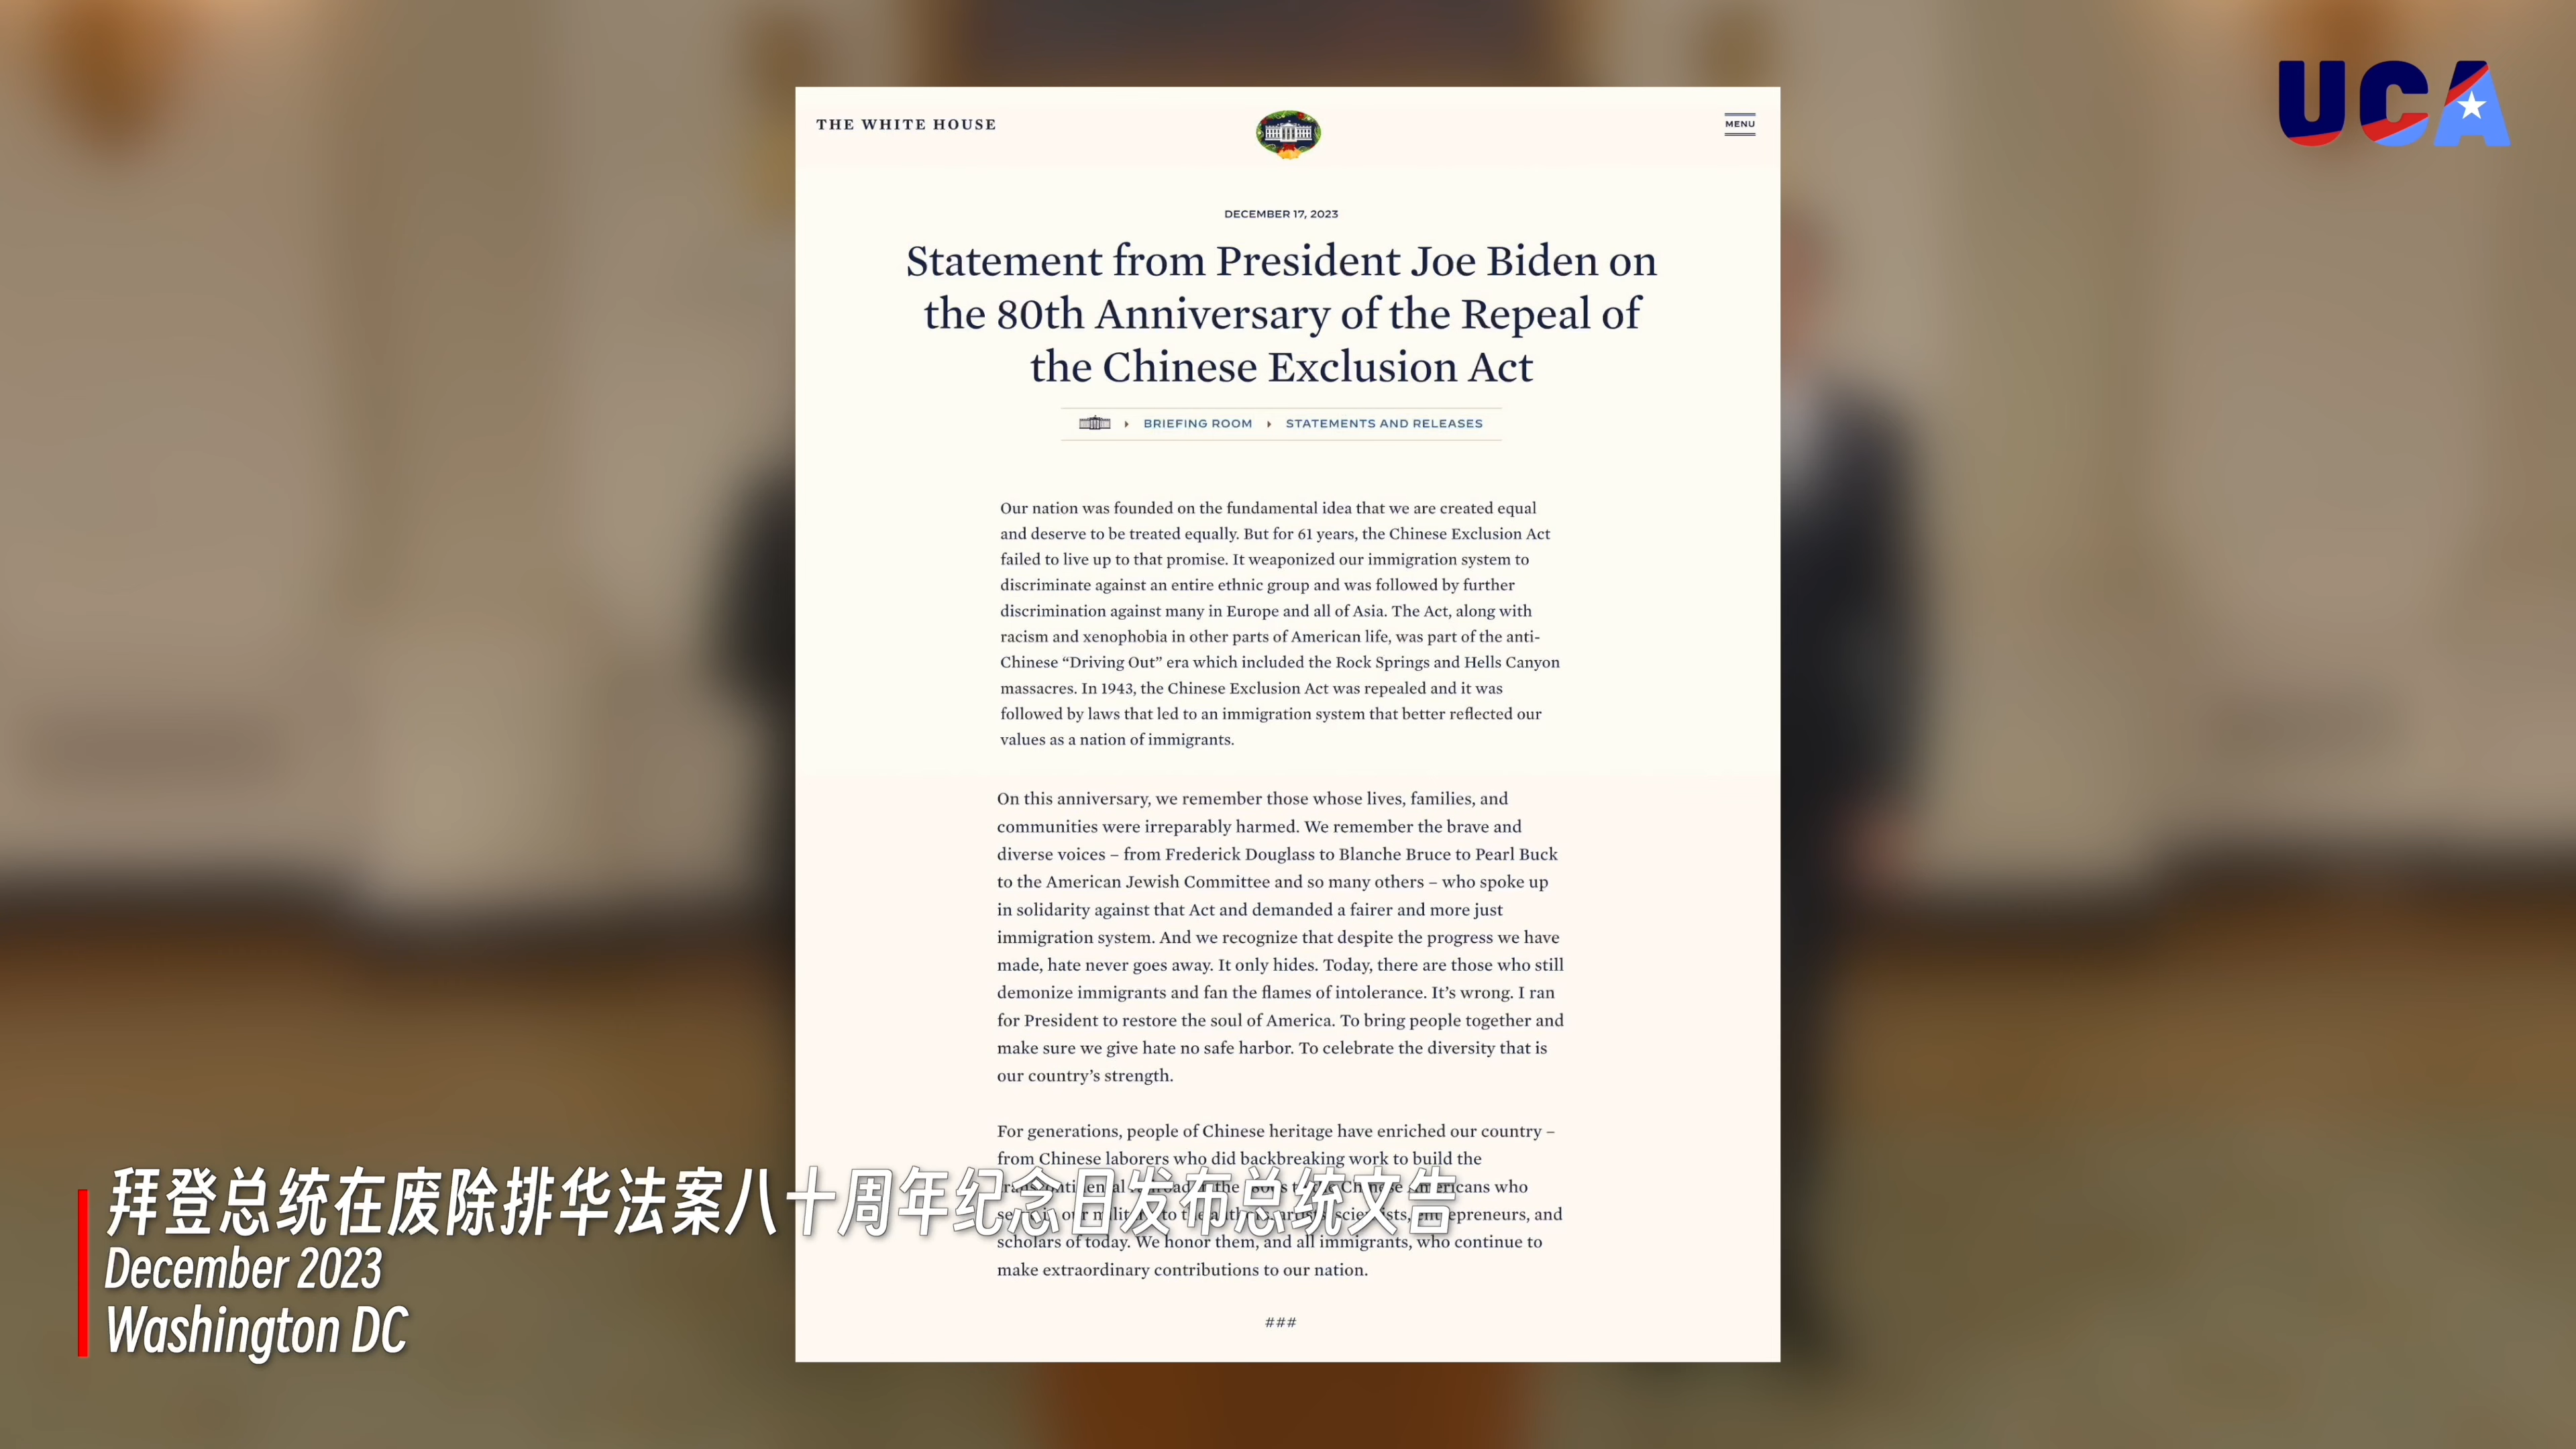 UCA
THE WHITE HOUSE
MENU
DECEMBER 17, 2023
Statement from President Joe Biden on
the 80th Anniversary of the Repeal of
the Chinese Exclusion Act
BRIEFING ROOM
STATEMENTS AND RELEASES
Our nation was founded on the fundamental idea that we are created equal
and deserve to be treated equally. But for 61 years, the Chinese Exclusion Act
failed to live up to that promise. It weaponized our immigration system to
discriminate against an entire ethnic group and was followed by further
discrimination against many in Europe and all of Asia. The Act, along with
racism and xenophobia in other parts of American life, was part of the anti-
Chinese “Driving Out” era which included the Rock Springs and Hells Canyon
massacres. In 1943, the Chinese Exclusion Act was repealed and it was
followed by laws that led to an immigration system that better reflected our
values as a nation of immigrants.
On this anniversary, we remember those whose lives, families, and
communities were irreparably harmed. We remember the brave and
diverse voices – from Frederick Douglass to Blanche Bruce to Pearl Buck
to the American Jewish Committee and so many others – who spoke up
in solidarity against that Act and demanded a fairer and more just
immigration system. And we recognize that despite the progress we have
made, hate never goes away. It only hides. Today, there are those who still
demonize immigrants and fan the flames of intolerance. It’s wrong. I ran
for President to restore the soul of America. To bring people together and
make sure we give hate no safe harbor. To celebrate the diversity that is
our country’s strength.
For generations, people of Chinese heritage have enriched our country –
from Chinese laborers who did backbreaking work to build the
the Chinese who
our to and
scholars of today. We honor them, and all immigrants, who continue to
make extraordinary contributions to our nation.
###
拜登总统在废除排华法案八十周年纪念日发布总统文告
December 2023
Washington DC